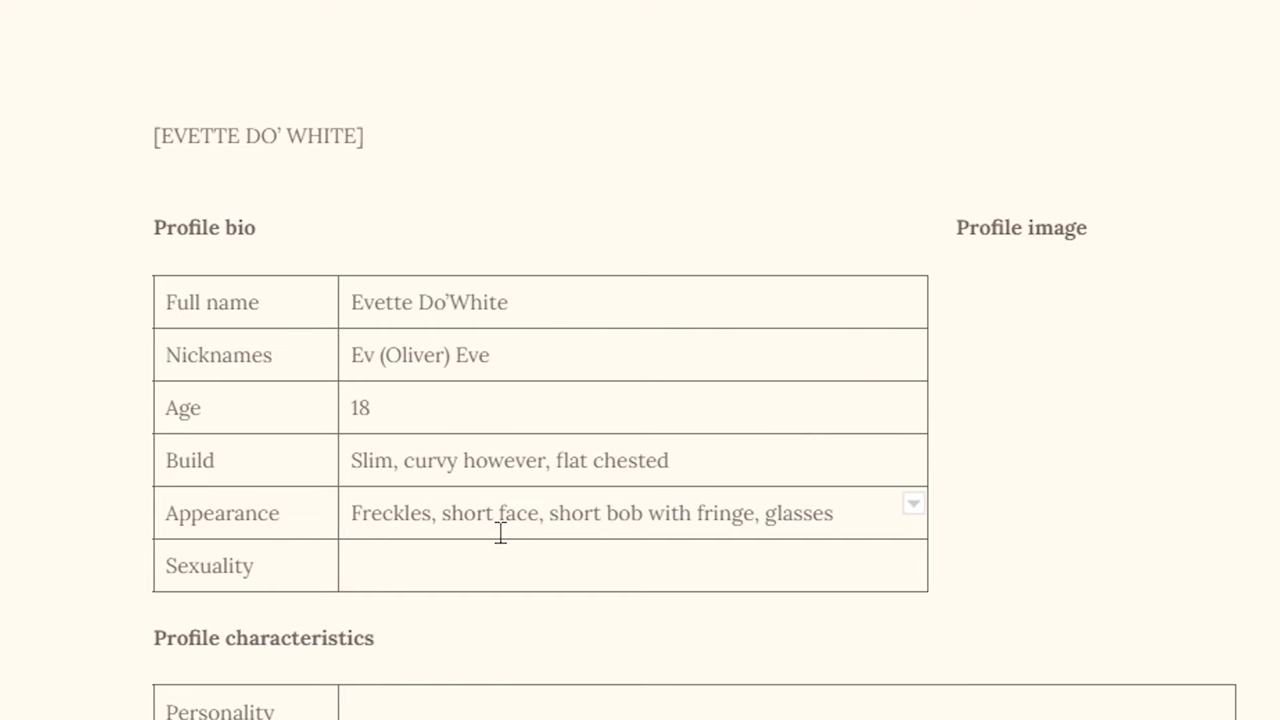 [EVETTE DO’ WHITE]
Profile bio
Profile image
Full name
Evette Do’White
Nicknames
Ev (Oliver) Eve
Age
18
Build
Slim, curvy however, flat chested
Appearance
Freckles, short face, short bob with fringe, glasses
Sexuality
Profile characteristics
Personality